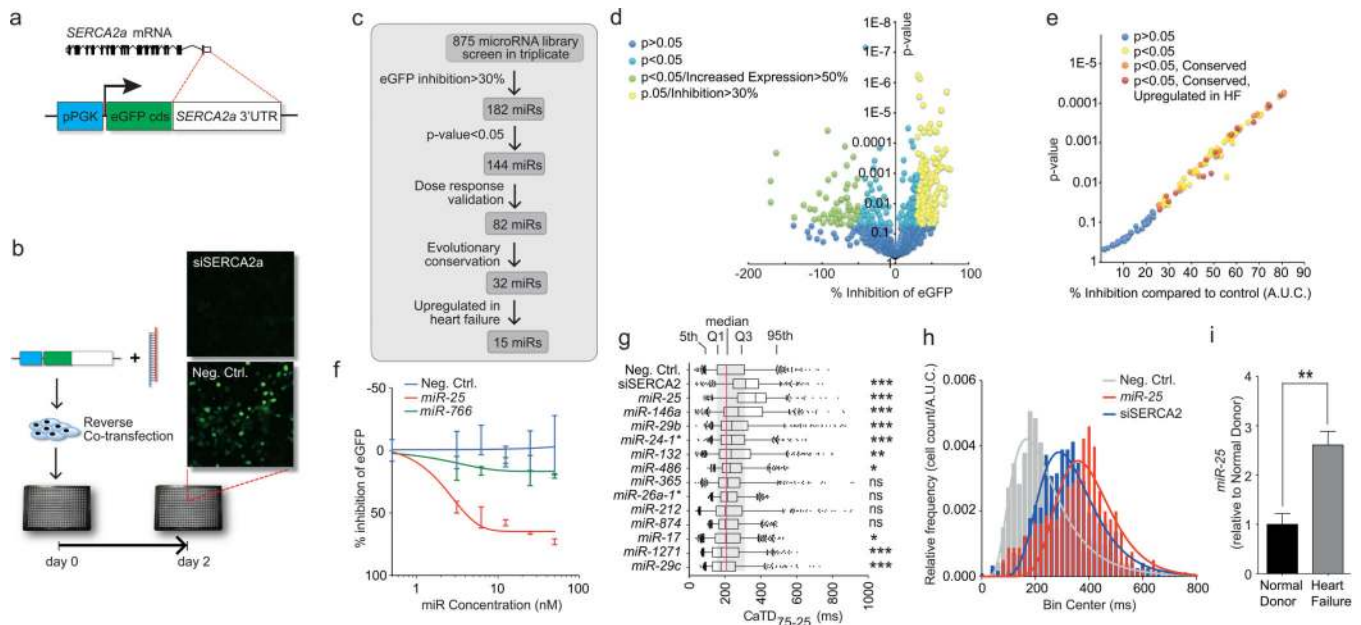 a
SERCA2a mRNA
pPGK
eGFP cds
SERCA2a 3'UTR
b
siSERCA2a
Neg. Ctrl.
+
Reverse
Co-transfection
day 0
day 2
c
875 microRNA library
screen in triplicate
eGFP inhibition>30%
182 miRs
p-value<0.05
144 miRs
Dose response
validation
82 miRs
Evolutionary
conservation
32 miRs
Upregulated in
heart failure
15 miRs
d
p>0.05
p<0.05
p<0.05/Increased Expression>50%
p.05/Inhibition>30%
p-value
1E-8
1E-7
1E-6
1E-5
0.0001
0.001
0.01
0.1
1
-200
-100
0
100
% Inhibition of eGFP
e
p>0.05
p<0.05
p<0.05, Conserved
p<0.05, Conserved,
Upregulated in HF
p-value
1E-5
0.0001
0.001
0.01
0.1
1
10 20 30 40 50 60 70 80 90
% Inhibition compared to control (A.U.C.)
f
Neg. Ctrl.
miR-25
miR-766
% inhibition of eGFP
-50
0
50
100
1
10
100
miR Concentration (nM)
g
5th
Q1
median
Q3
95th
Neg. Ctrl.
siSERCA2 ***
miR-25 ***
miR-146a ***
miR-29b ***
miR-24-1* ***
miR-132 **
miR-486 *
miR-365 ns
miR-26a-1* ns
miR-212 ns
miR-874 ns
miR-17 *
miR-1271 ***
miR-29c ***
0 200 400 600 800 1000
CaTD75-25 (ms)
h
Neg. Ctrl.
miR-25
siSERCA2
Relative frequency (cell count/A.U.C.)
0.006
0.004
0.002
0.000
0 200 400 600 800
Bin Center (ms)
i
**
miR-25
(relative to Normal Donor)
4
3
2
1
0
Normal
Donor
Heart
Failure